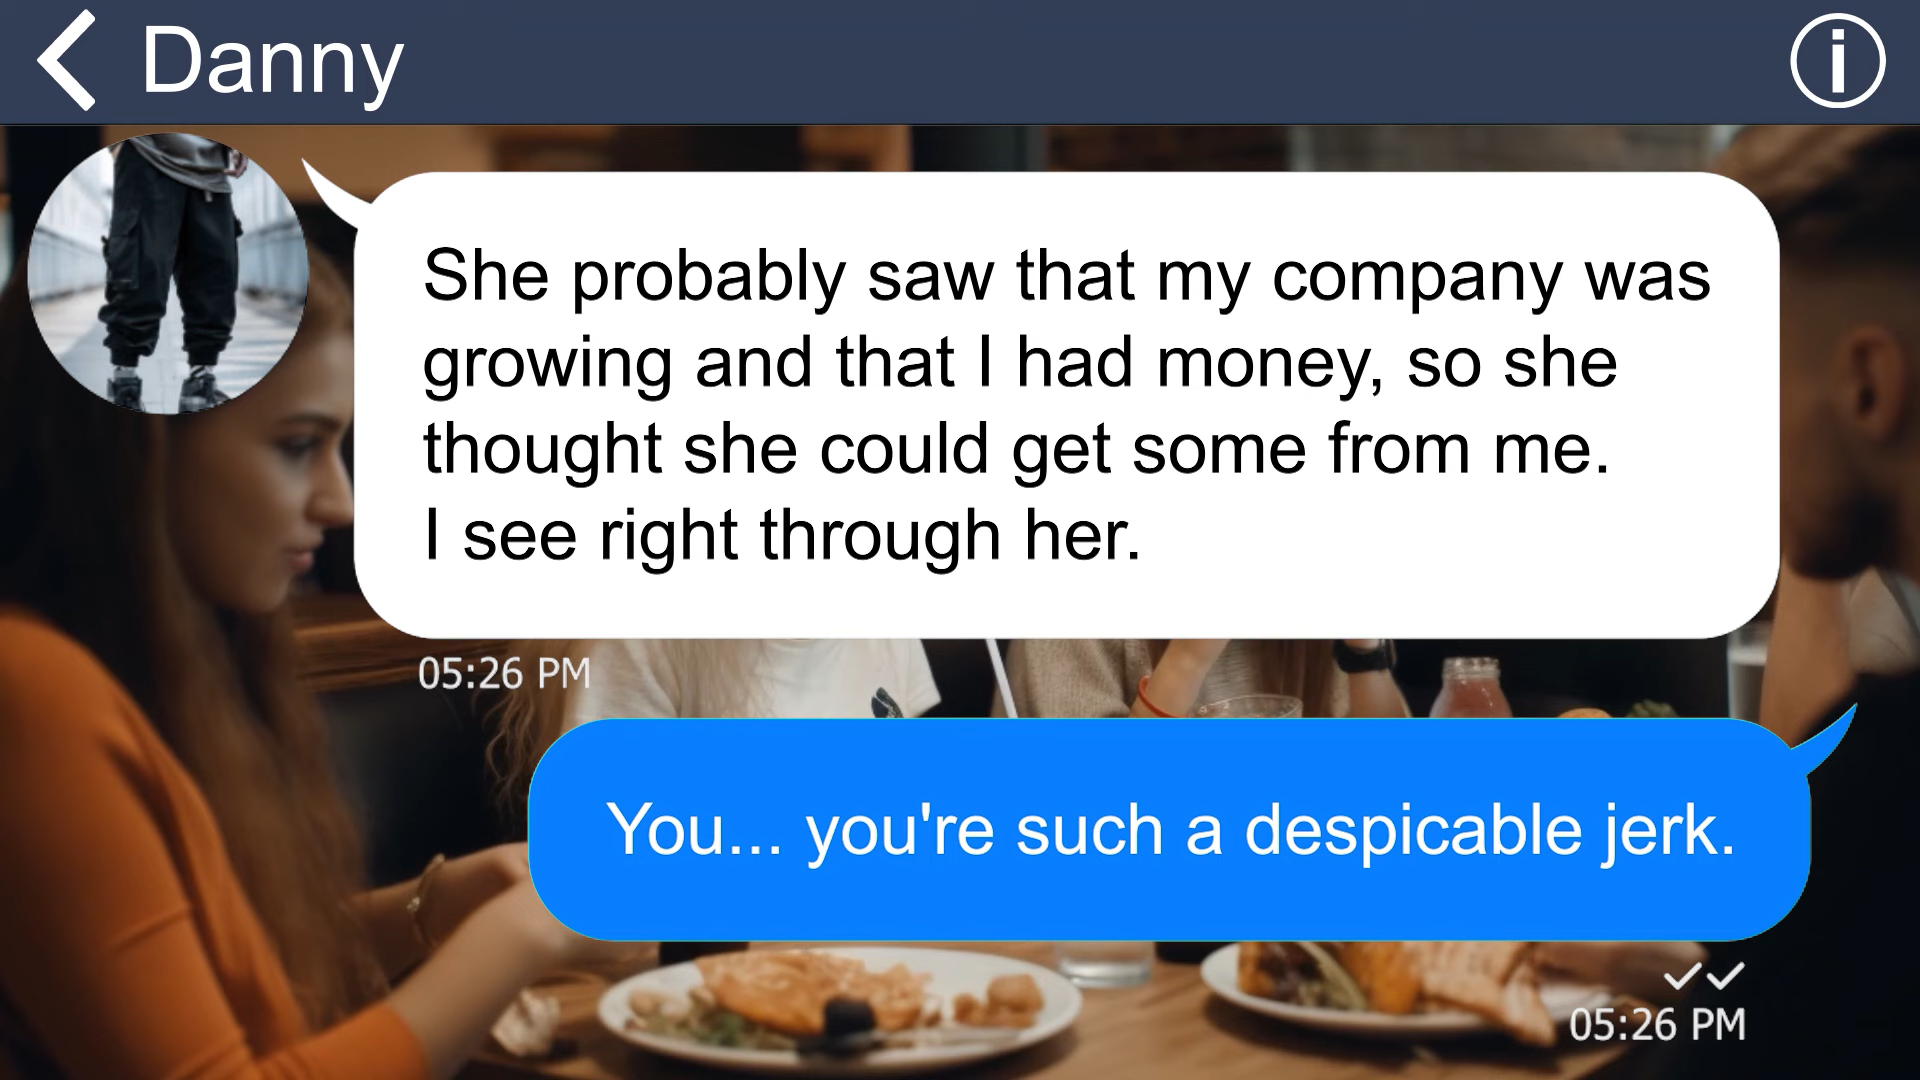 Danny
She probably saw that my company was
growing and that I had money, so she
thought she could get some from me.
I see right through her.
05:26 PM
You... you're such a despicable jerk.
05:26 PM